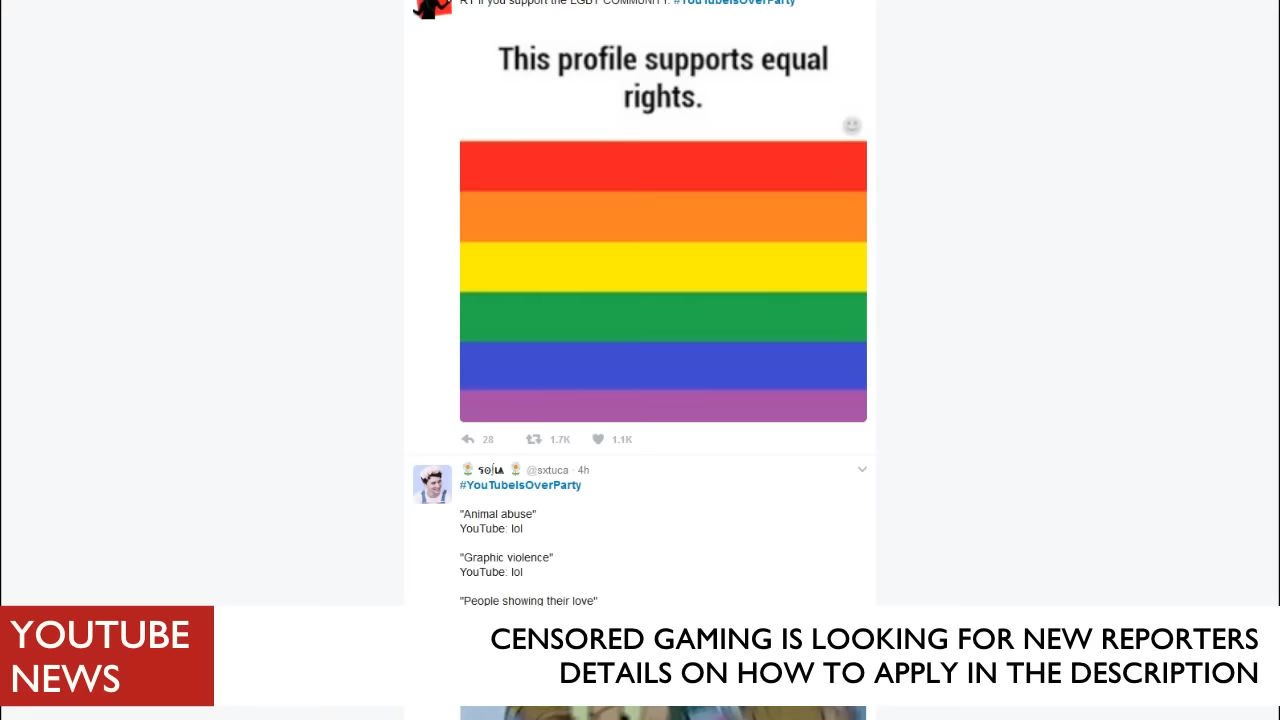 RT if you support the LGBT COMMUNITY. #YouTubeIsOverParty
This profile supports equal
rights.
28 1.7K 1.1K
@sxtuca · 4h
#YouTubeIsOverParty
"Animal abuse"
YouTube: lol
"Graphic violence"
YouTube: lol
"People showing their love"
YOUTUBE
NEWS
CENSORED GAMING IS LOOKING FOR NEW REPORTERS
DETAILS ON HOW TO APPLY IN THE DESCRIPTION